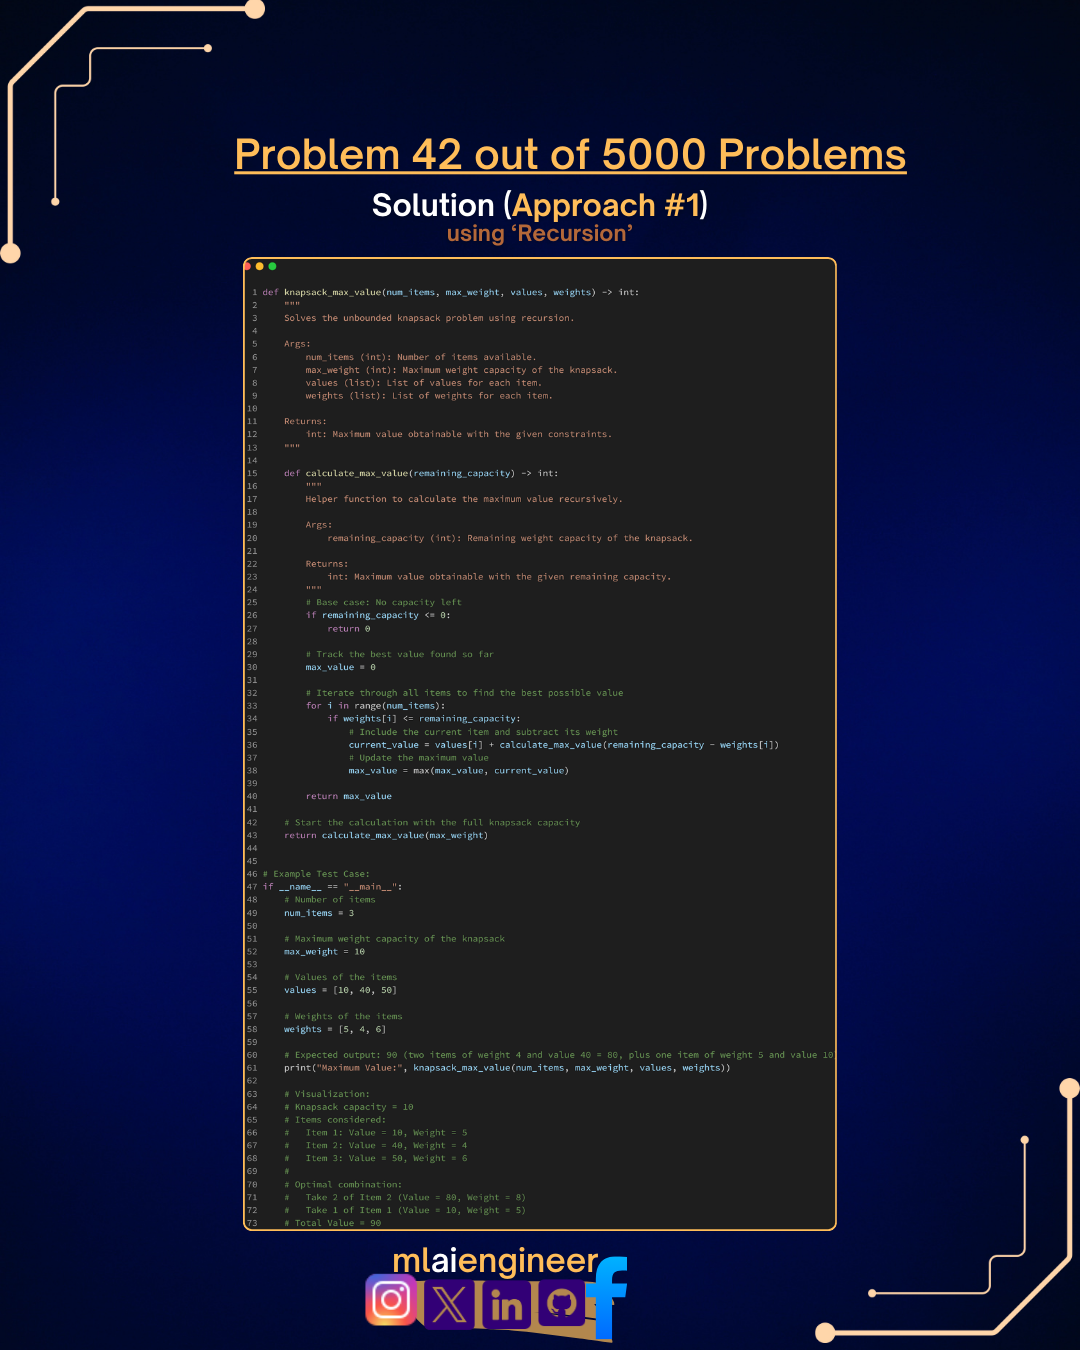 Problem 42 out of 5000 Problems
Solution (Approach #1)
using ‘Recursion’
1 def knapsack_max_value(num_items, max_weight, values, weights) -> int:
2     """
3     Solves the unbounded knapsack problem using recursion.
4
5     Args:
6         num_items (int): Number of items available.
7         max_weight (int): Maximum weight capacity of the knapsack.
8         values (list): List of values for each item.
9         weights (list): List of weights for each item.
10
11     Returns:
12         int: Maximum value obtainable with the given constraints.
13     """
14
15     def calculate_max_value(remaining_capacity) -> int:
16         """
17         Helper function to calculate the maximum value recursively.
18
19         Args:
20             remaining_capacity (int): Remaining weight capacity of the knapsack.
21
22         Returns:
23             int: Maximum value obtainable with the given remaining capacity.
24         """
25         # Base case: No capacity left
26         if remaining_capacity <= 0:
27             return 0
28
29         # Track the best value found so far
30         max_value = 0
31
32         # Iterate through all items to find the best possible value
33         for i in range(num_items):
34             if weights[i] <= remaining_capacity:
35                 # Include the current item and subtract its weight
36                 current_value = values[i] + calculate_max_value(remaining_capacity - weights[i])
37                 # Update the maximum value
38                 max_value = max(max_value, current_value)
39
40         return max_value
41
42     # Start the calculation with the full knapsack capacity
43     return calculate_max_value(max_weight)
44
45
46 # Example Test Case:
47 if __name__ == "__main__":
48     # Number of items
49     num_items = 3
50
51     # Maximum weight capacity of the knapsack
52     max_weight = 10
53
54     # Values of the items
55     values = [10, 40, 50]
56
57     # Weights of the items
58     weights = [5, 4, 6]
59
60     # Expected output: 90 (two items of weight 4 and value 40 = 80, plus one item of weight 5 and value 10
61     print("Maximum Value:", knapsack_max_value(num_items, max_weight, values, weights))
62
63     # Visualization:
64     # Knapsack capacity = 10
65     # Items considered:
66     #   Item 1: Value = 10, Weight = 5
67     #   Item 2: Value = 40, Weight = 4
68     #   Item 3: Value = 50, Weight = 6
69     #
70     # Optimal combination:
71     #   Take 2 of Item 2 (Value = 80, Weight = 8)
72     #   Take 1 of Item 1 (Value = 10, Weight = 5)
73     # Total Value = 90
mlaiengineer